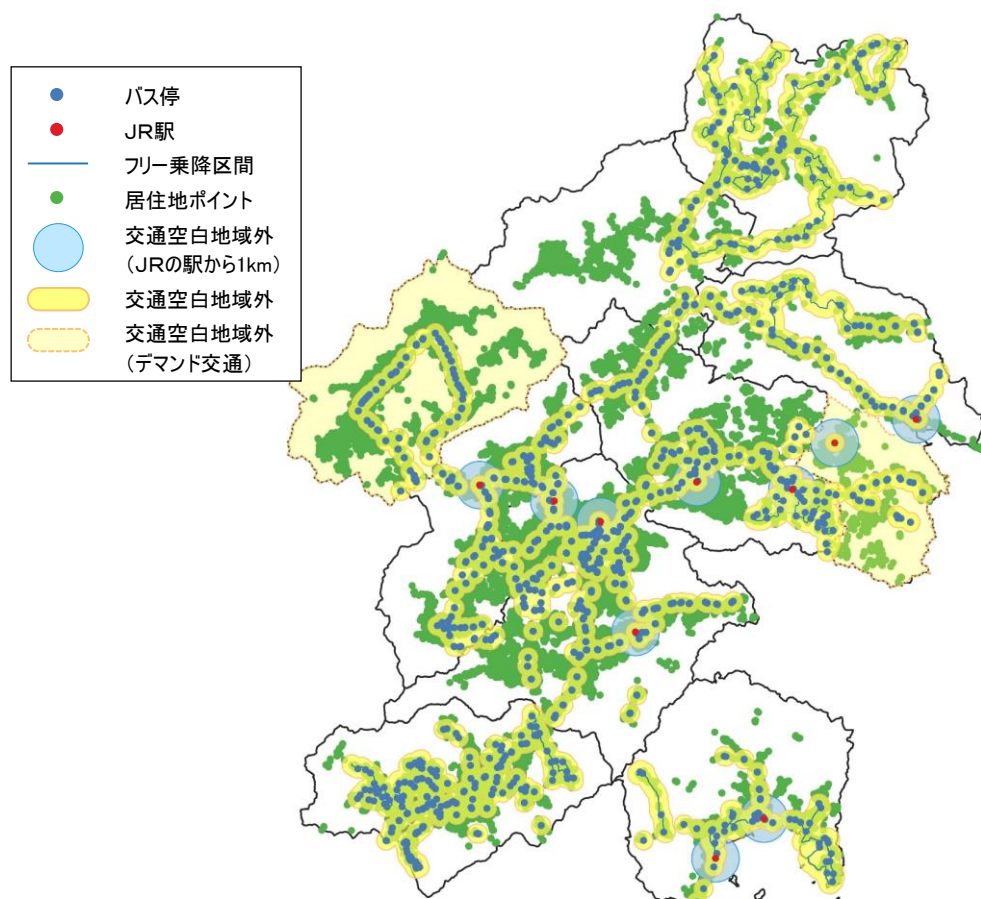 バス停
JR駅
フリー乗降区間
居住地ポイント
交通空白地域外
(JRの駅から1km)
交通空白地域外
交通空白地域外
(デマンド交通)